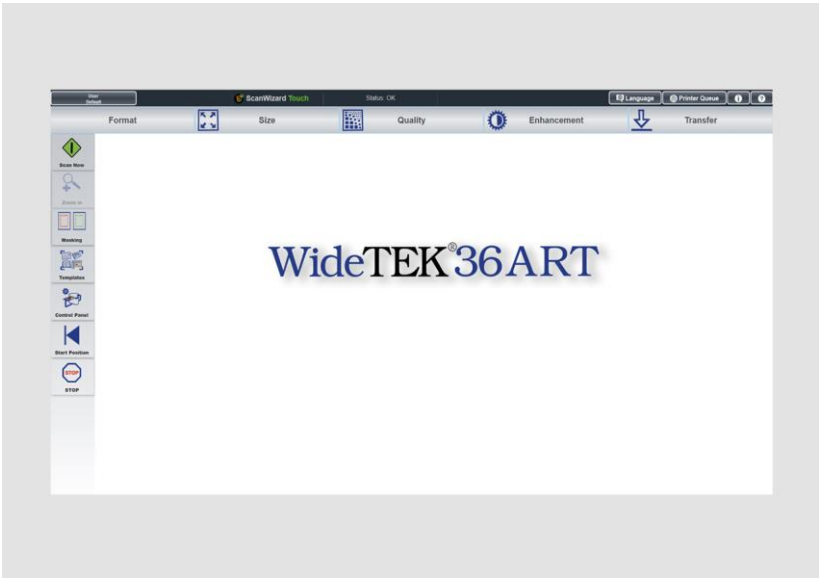 User
Default
ScanWizard Touch
Status: OK
Language
Printer Queue
i
?
Format
Size
Quality
Enhancement
Transfer
Scan Now
Zoom In
Masking
Templates
Control Panel
Start Position
STOP
STOP
WideTEK®36ART